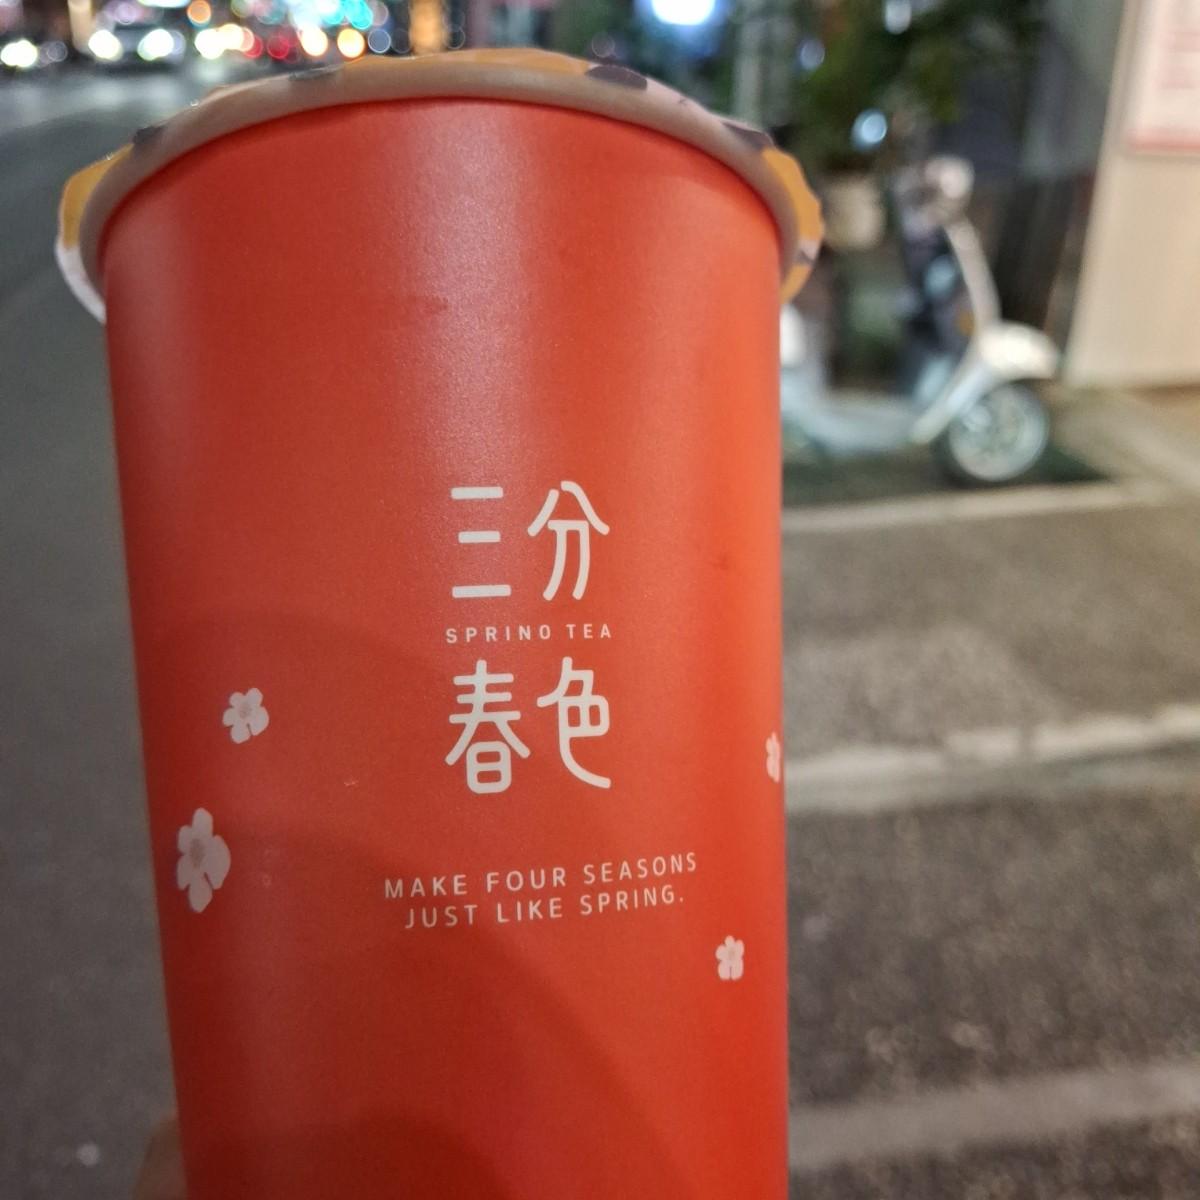 三分
SPRINO TEA
春色
MAKE FOUR SEASONS
JUST LIKE SPRING.